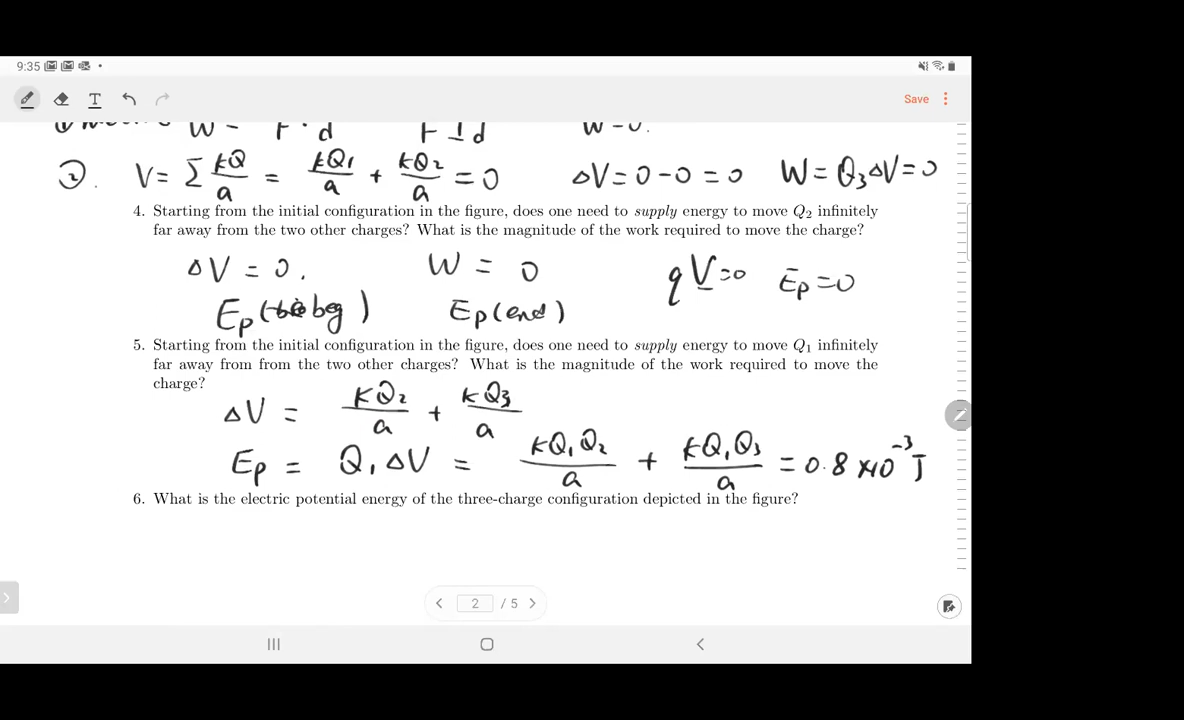 9:35
T Save
W = F · d F ⊥ d W = 0.
②. V = Σ kQ/a = kQ₁/a + kQ₂/a = 0 ΔV = 0 - 0 = 0 W = Q₃ΔV = 0
4. Starting from the initial configuration in the figure, does one need to supply energy to move Q₂ infinitely
far away from the two other charges? What is the magnitude of the work required to move the charge?
ΔV = 0. W = 0 qV=0 Ep=0
Ep( beg) Ep(end)
5. Starting from the initial configuration in the figure, does one need to supply energy to move Q₁ infinitely
far away from from the two other charges? What is the magnitude of the work required to move the
charge?
ΔV = kQ₂/a + kQ₃/a
Ep = Q₁ΔV = kQ₁Q₂/a + kQ₁Q₃/a = 0.8 ×10⁻³ J
6. What is the electric potential energy of the three-charge configuration depicted in the figure?
2 / 5